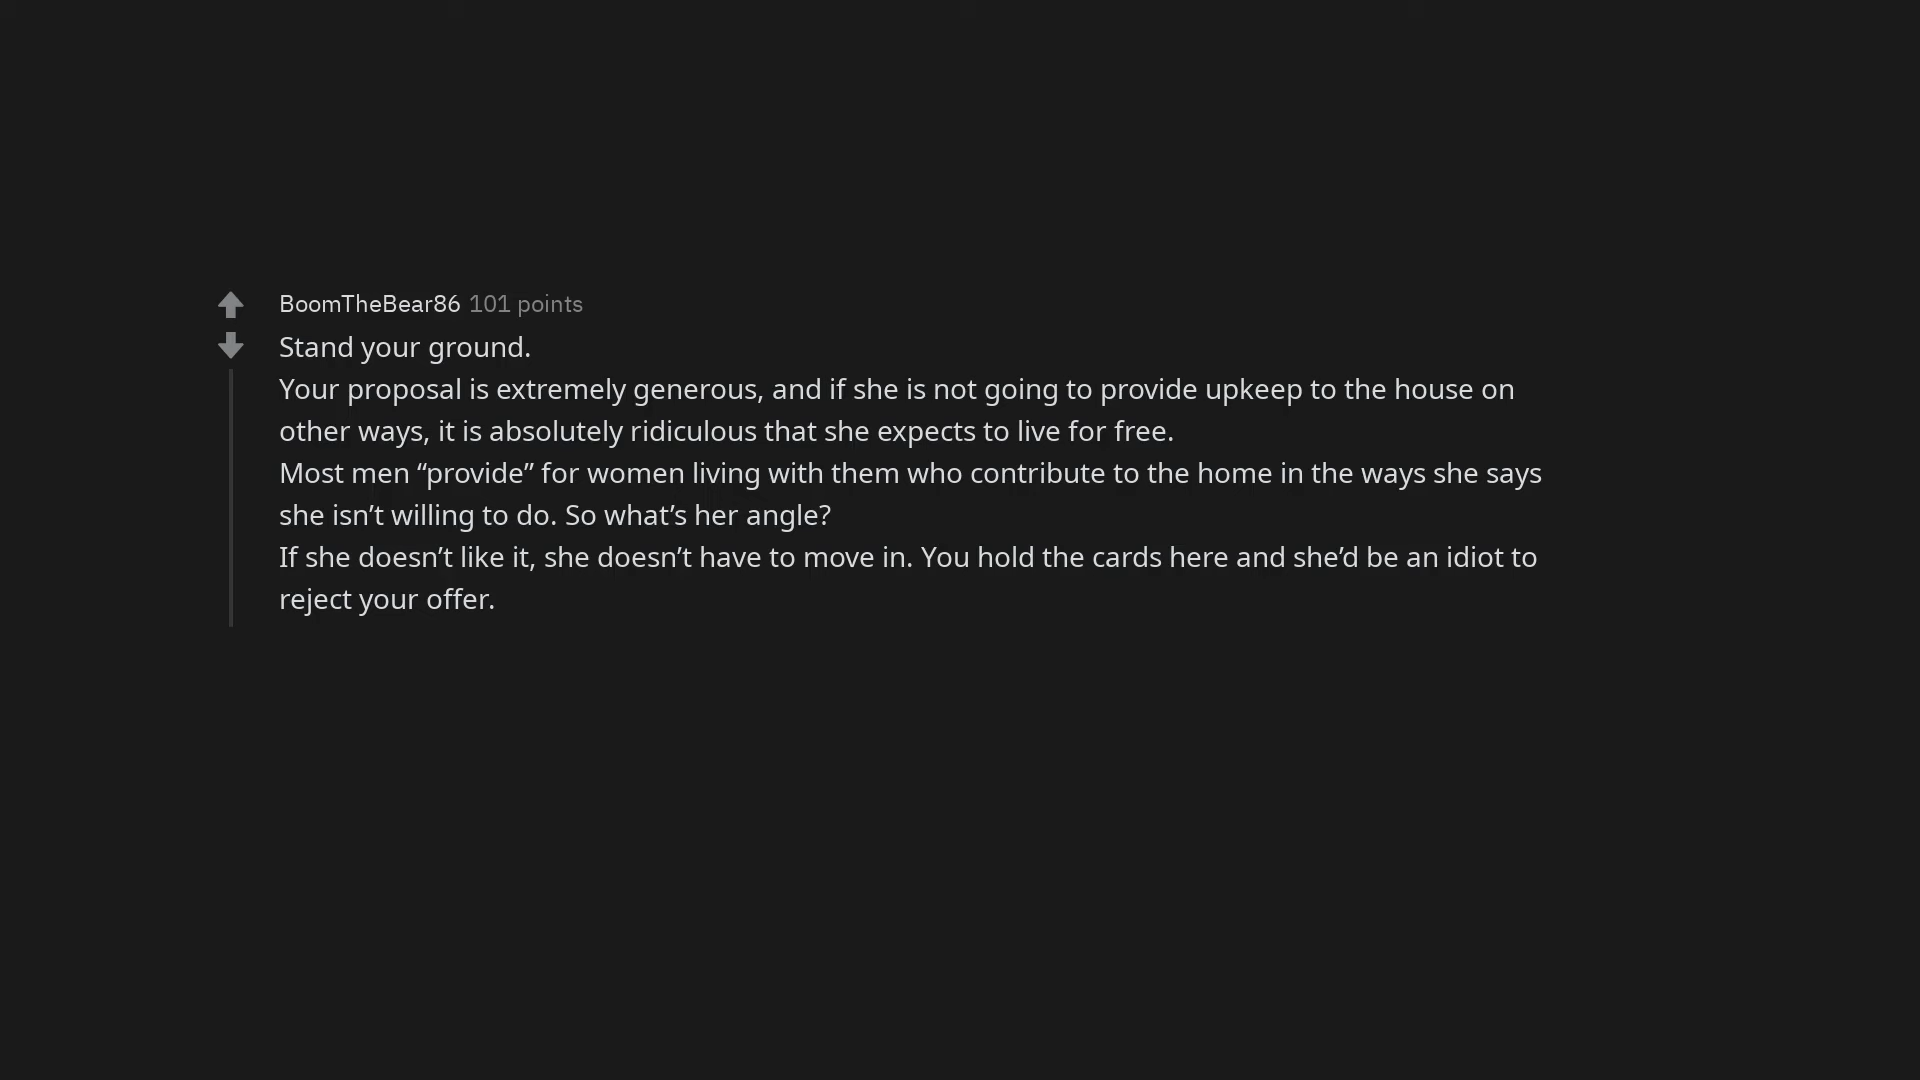 BoomTheBear86 101 points
Stand your ground.
Your proposal is extremely generous, and if she is not going to provide upkeep to the house on
other ways, it is absolutely ridiculous that she expects to live for free.
Most men “provide” for women living with them who contribute to the home in the ways she says
she isn’t willing to do. So what’s her angle?
If she doesn’t like it, she doesn’t have to move in. You hold the cards here and she’d be an idiot to
reject your offer.